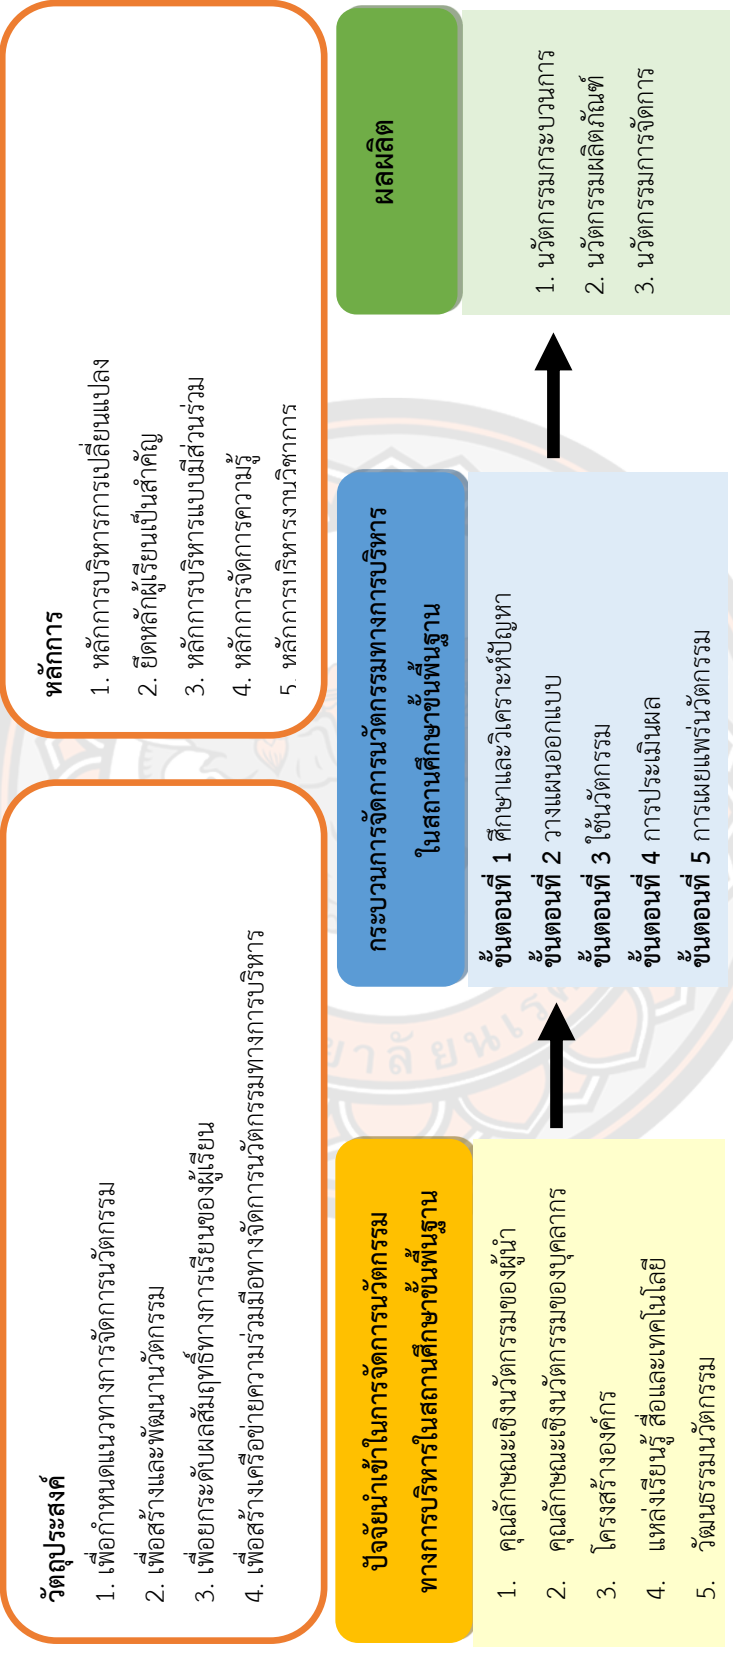 วัตถุประสงค์
1. เพื่อกำหนดแนวทางการจัดการนวัตกรรม
2. เพื่อสร้างและพัฒนานวัตกรรม
3. เพื่อยกระดับผลสัมฤทธิ์ทางการเรียนของผู้เรียน
4. เพื่อสร้างเครือข่ายความร่วมมือทางจัดการนวัตกรรมทางการบริหาร
หลักการ
1. หลักการบริหารการเปลี่ยนแปลง
2. ยึดหลักผู้เรียนเป็นสำคัญ
3. หลักการบริหารแบบมีส่วนร่วม
4. หลักการจัดการความรู้
5. หลักการบริหารงานวิชาการ
ปัจจัยนำเข้าในการจัดการนวัตกรรม
ทางการบริหารในสถานศึกษาขั้นพื้นฐาน
1. คุณลักษณะเชิงนวัตกรรมของผู้นำ
2. คุณลักษณะเชิงนวัตกรรมของบุคลากร
3. โครงสร้างองค์กร
4. แหล่งเรียนรู้ สื่อและเทคโนโลยี
5. วัฒนธรรมนวัตกรรม
กระบวนการจัดการนวัตกรรมทางการบริหาร
ในสถานศึกษาขั้นพื้นฐาน
ขั้นตอนที่ 1 ศึกษาและวิเคราะห์ปัญหา
ขั้นตอนที่ 2 วางแผนออกแบบ
ขั้นตอนที่ 3 ใช้นวัตกรรม
ขั้นตอนที่ 4 การประเมินผล
ขั้นตอนที่ 5 การเผยแพร่นวัตกรรม
ผลผลิต
1. นวัตกรรมกระบวนการ
2. นวัตกรรมผลิตภัณฑ์
3. นวัตกรรมการจัดการ